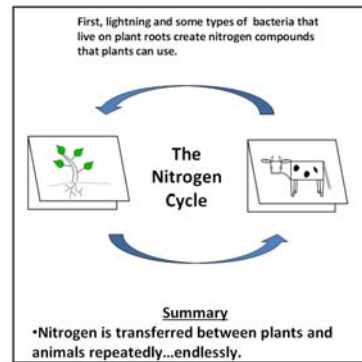 First, lightning and some types of bacteria that
live on plant roots create nitrogen compounds
that plants can use.
The
Nitrogen
Cycle
Summary
•Nitrogen is transferred between plants and
animals repeatedly...endlessly.